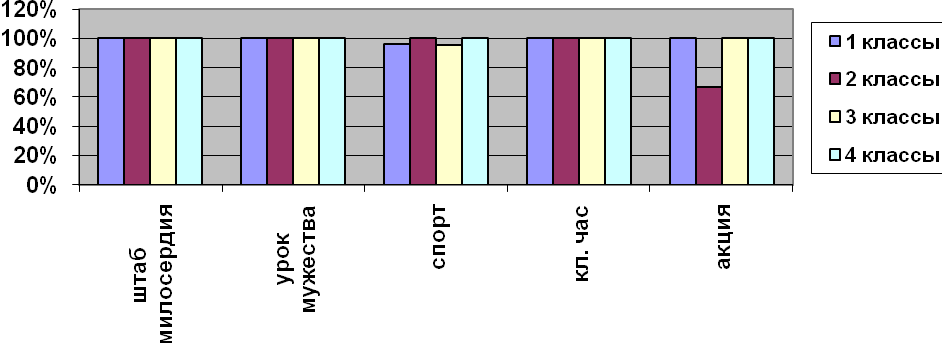 120%
100%
80%
60%
40%
20%
0%
штаб
милосердия
урок
мужества
спорт
кл. час
акция
1 классы
2 классы
3 классы
4 классы